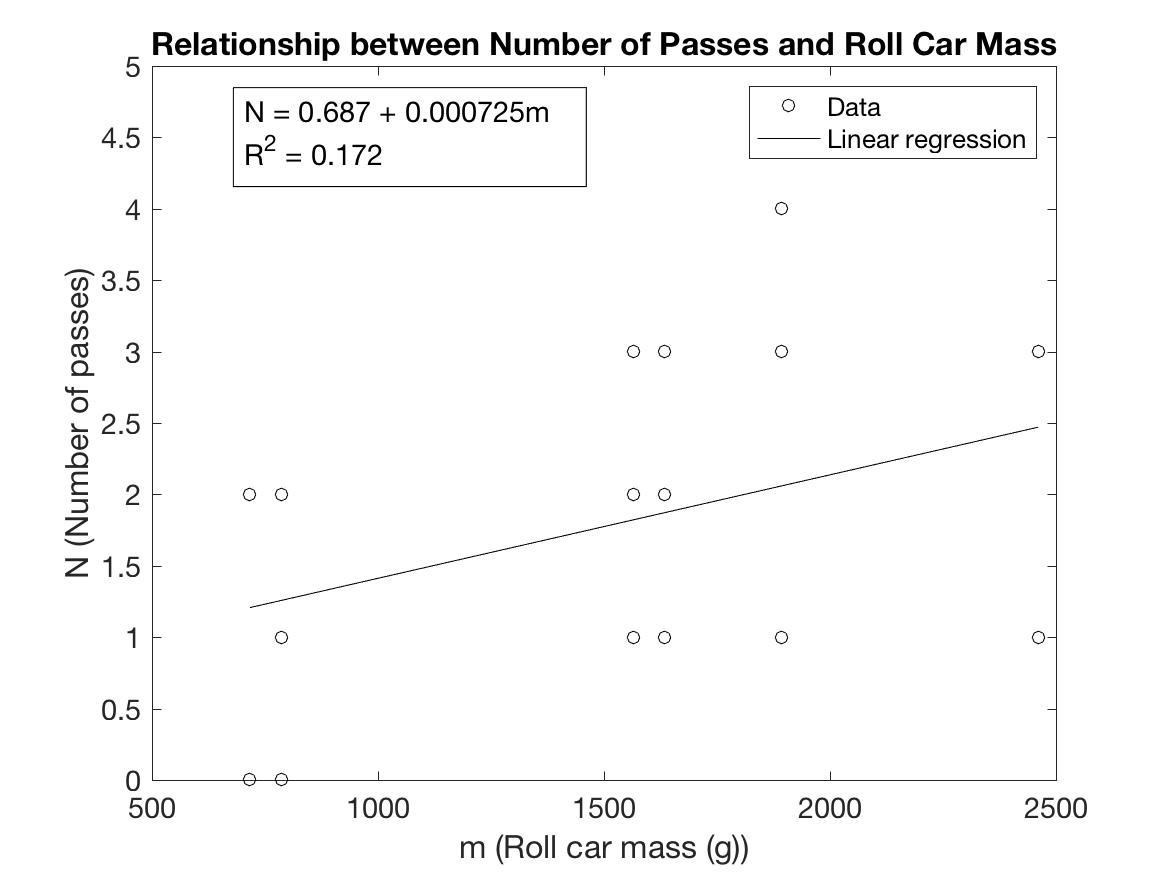 Relationship between Number of Passes and Roll Car Mass
5
4.5
4
3.5
3
2.5
2
1.5
1
0.5
0
N = 0.687 + 0.000725m
R² = 0.172
Data
Linear regression
N (Number of passes)
500
1000
1500
2000
2500
m (Roll car mass (g))